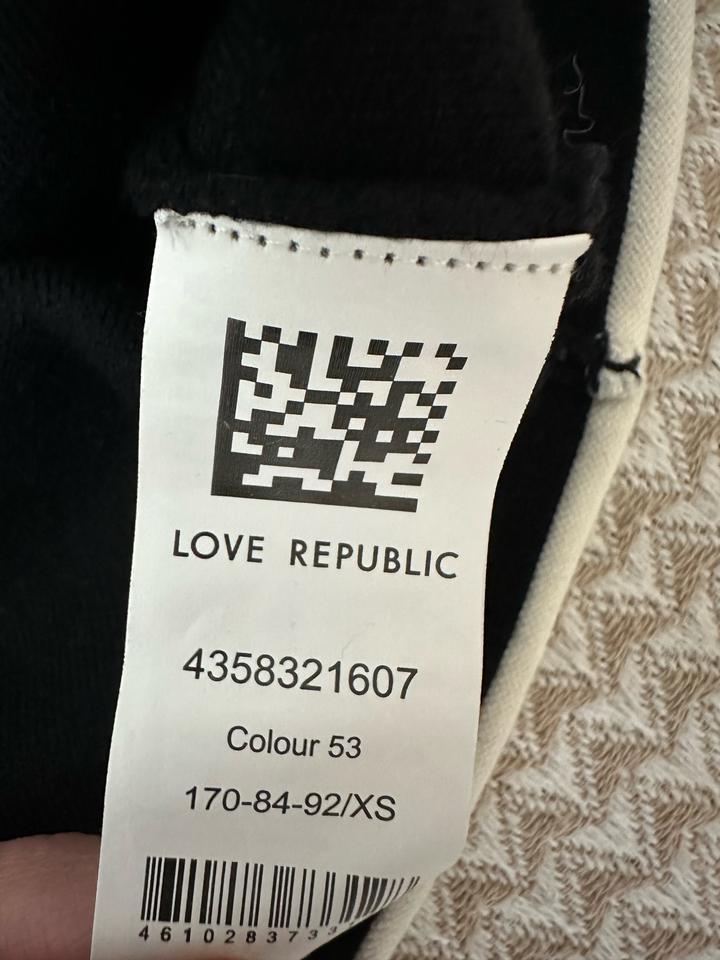 LOVE REPUBLIC
4358321607
Colour 53
170-84-92/XS